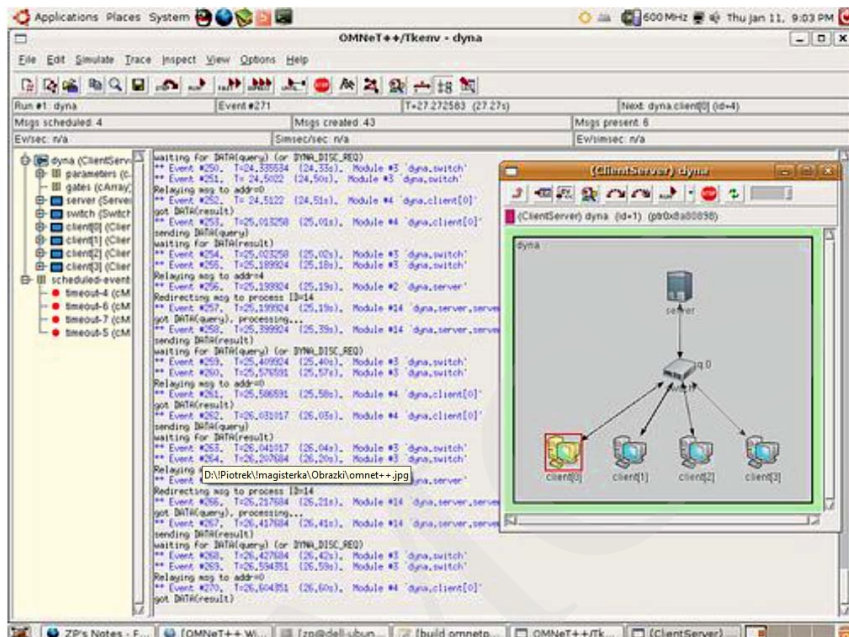 Applications Places System 600 MHz Thu Jan 11, 9:03 PM
OMNeT++/Tkenv - dyna
File Edit Simulate Trace Inspect View Options Help
Run #1: dyna Event #271 T=27.272583 (27.27s) Next: dyna.client[0] (id=4)
Msgs scheduled: 4 Msgs created: 43 Msgs present: 6
Ev/sec: n/a Simsec/sec: n/a Ev/simsec: n/a
dyna (ClientServ
parameters (c
gates (cArray)
server (Server
switch (Switch
client[0] (Clier
client[1] (Clier
client[2] (Clier
client[3] (Clier
scheduled-event
timeout-4 (cM
timeout-6 (cM
timeout-7 (cM
timeout-5 (cM
waiting for DATA(query) (or DYNA_DISC_REQ)
** Event #250. T=24.335534 (24.33s). Module #3 `dyna.switch'
** Event #251. T= 24.5022 (24.50s). Module #3 `dyna.switch'
Relaying msg to addr=0
** Event #252. T= 24.5122 (24.51s). Module #4 `dyna.client[0]'
got DATA(result)
** Event #253. T=25.013258 (25.01s). Module #4 `dyna.client[0]'
sending DATA(query)
waiting for DATA(result)
** Event #254. T=25.023258 (25.02s). Module #3 `dyna.switch'
** Event #255. T=25.189924 (25.18s). Module #3 `dyna.switch'
Relaying msg to addr=4
** Event #256. T=25.199924 (25.19s). Module #2 `dyna.server'
Redirecting msg to process ID=14
** Event #257. T=25.199924 (25.19s). Module #14 `dyna.server.server
got DATA(query), processing...
** Event #258. T=25.399924 (25.39s). Module #14 `dyna.server.server
sending DATA(result)
waiting for DATA(query) (or DYNA_DISC_REQ)
** Event #259. T=25.409924 (25.40s). Module #3 `dyna.switch'
** Event #260. T=25.576591 (25.57s). Module #3 `dyna.switch'
Relaying msg to addr=0
** Event #261. T=25.586591 (25.58s). Module #4 `dyna.client[0]'
got DATA(result)
** Event #262. T=26.031017 (26.03s). Module #4 `dyna.client[0]'
sending DATA(query)
waiting for DATA(result)
** Event #263. T=26.041017 (26.04s). Module #3 `dyna.switch'
** Event #264. T=26.207684 (26.20s). Module #3 `dyna.switch'
Relaying
D:\!Piotrek\!magisterka\Obrazki\omnet++.jpg
** Event dyna.server'
Redirecting msg to process ID=14
** Event #266. T=26.217684 (26.21s). Module #14 `dyna.server.server
got DATA(query), processing...
** Event #267. T=26.417684 (26.41s). Module #14 `dyna.server.server
sending DATA(result)
waiting for DATA(query) (or DYNA_DISC_REQ)
** Event #268. T=26.427684 (26.42s). Module #3 `dyna.switch'
** Event #269. T=26.594351 (26.59s). Module #3 `dyna.switch'
Relaying msg to addr=0
** Event #270. T=26.604351 (26.60s). Module #4 `dyna.client[0]'
got DATA(result)
(ClientServer) dyna
(ClientServer) dyna (id=1) (ptr0x8a80898)
dyna
server
q:0
switch
client[0] client[1] client[2] client[3]
ZP's Notes - F... [OMNeT++ Wi... [zp@dell-ubun... [build omnetp... OMNeT++/Tk... (ClientServer)